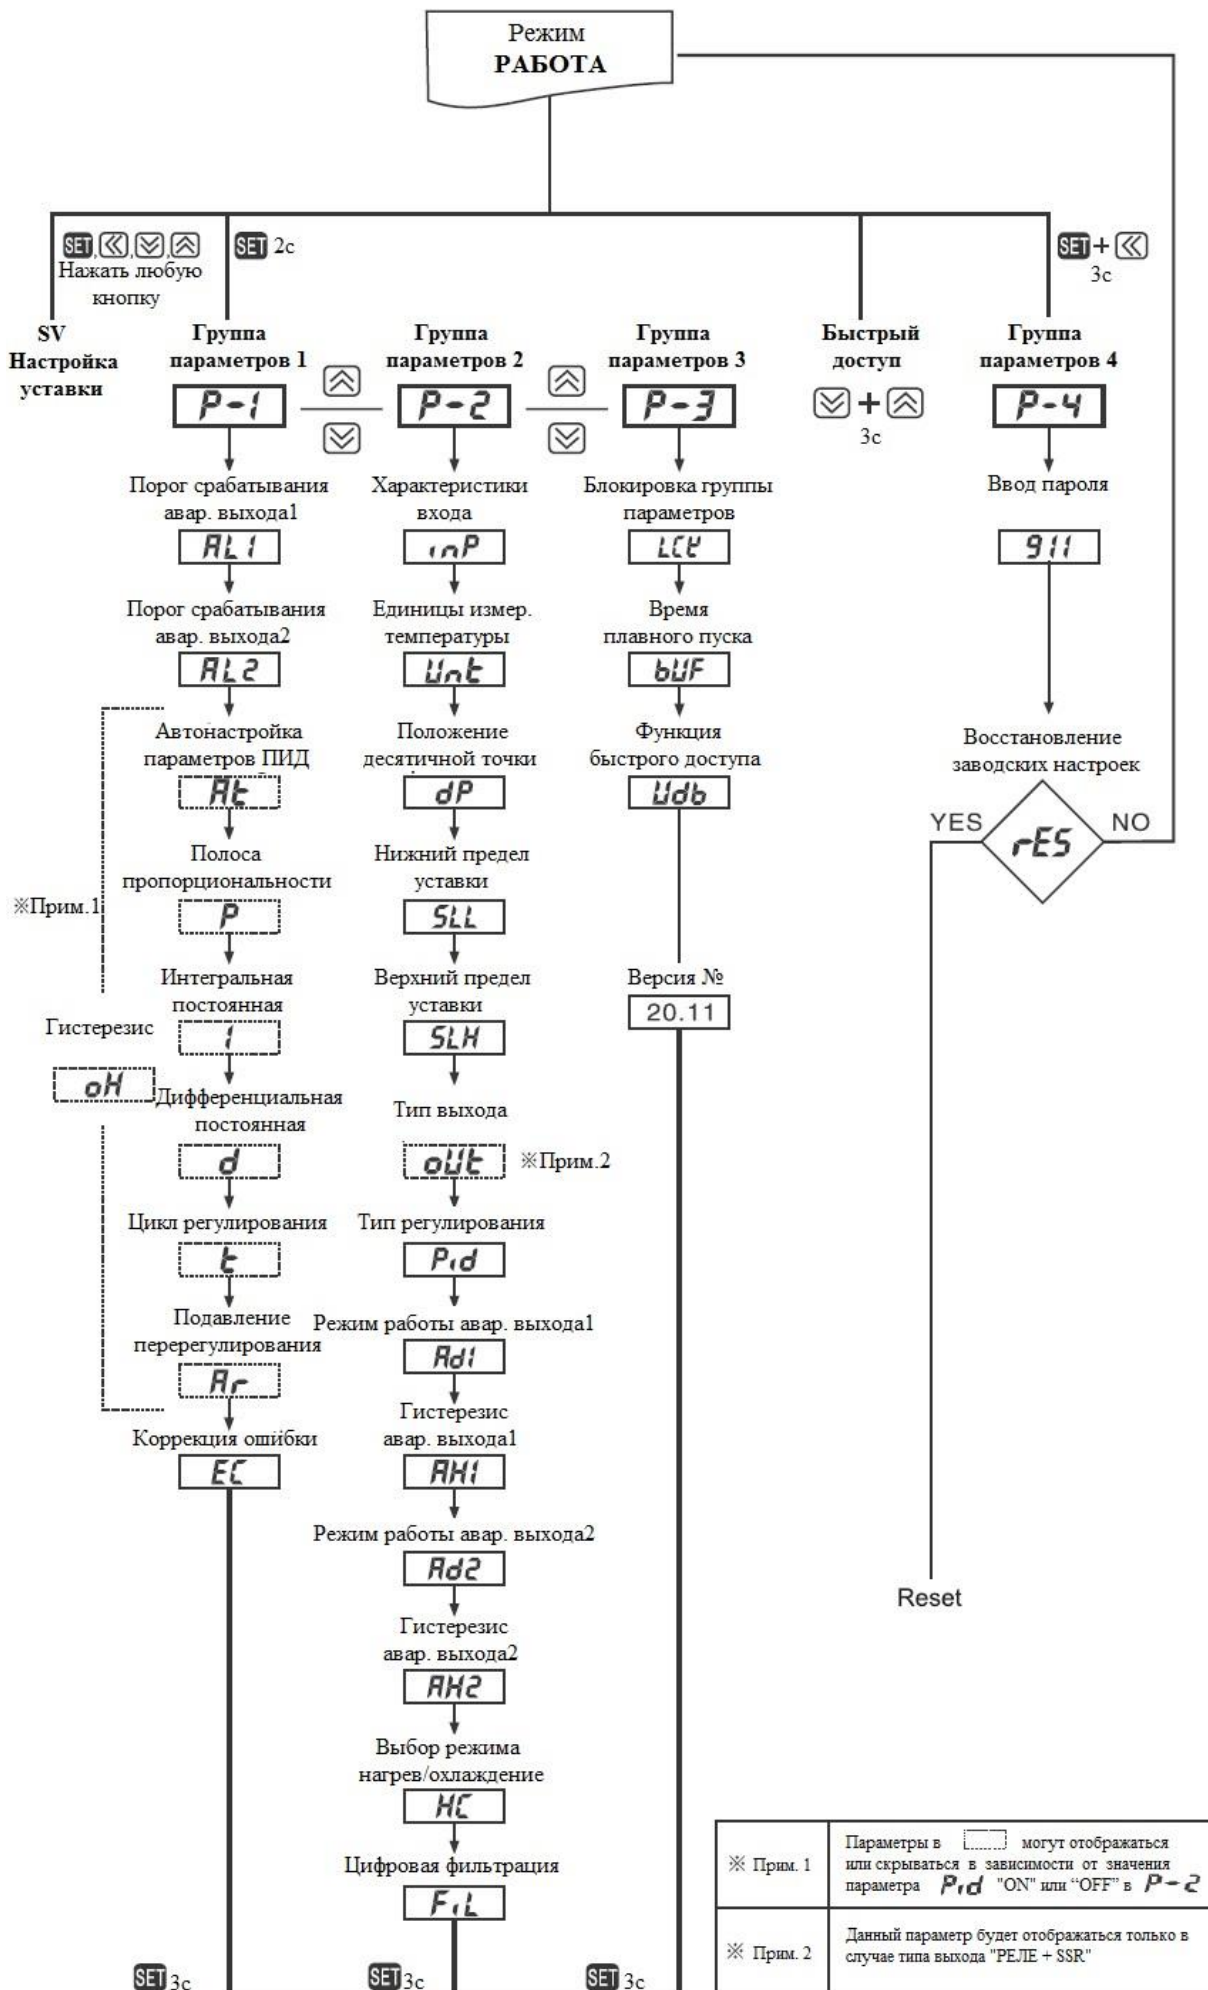 Режим
РАБОТА
SET, , ,
Нажать любую
кнопку
SET 2с
SET +
3с
SV
Настройка
уставки
Группа
параметров 1
P-1
Группа
параметров 2
P-2
Группа
параметров 3
P-3
Быстрый
доступ
+
3с
Группа
параметров 4
P-4
Порог срабатывания
авар. выхода1
AL1
Порог срабатывания
авар. выхода2
AL2
Автонастройка
параметров ПИД
At
Полоса
пропорциональности
P
※Прим.1
Интегральная
постоянная
I
Гистерезис
oH
Дифференциальная
постоянная
d
Цикл регулирования
t
Подавление
перерегулирования
Ar
Коррекция ошибки
EC
SET 3с
Характеристики
входа
inP
Единицы измер.
температуры
Unt
Положение
десятичной точки
dP
Нижний предел
уставки
SLL
Верхний предел
уставки
SLH
Тип выхода
oUt
※Прим.2
Тип регулирования
Pid
Режим работы авар. выхода1
Ad1
Гистерезис
авар. выхода1
AH1
Режим работы авар. выхода2
Ad2
Гистерезис
авар. выхода2
AH2
Выбор режима
нагрев/охлаждение
HC
Цифровая фильтрация
FiL
SET 3с
Блокировка группы
параметров
LCK
Время
плавного пуска
bUF
Функция
быстрого доступа
Udb
Версия №
20.11
SET 3с
Ввод пароля
911
Восстановление
заводских настроек
YES
rES
NO
Reset
※ Прим. 1
Параметры в могут отображаться
или скрываться в зависимости от значения
параметра Pid "ON" или “OFF” в P-2
※ Прим. 2
Данный параметр будет отображаться только в
случае типа выхода "РЕЛЕ + SSR"